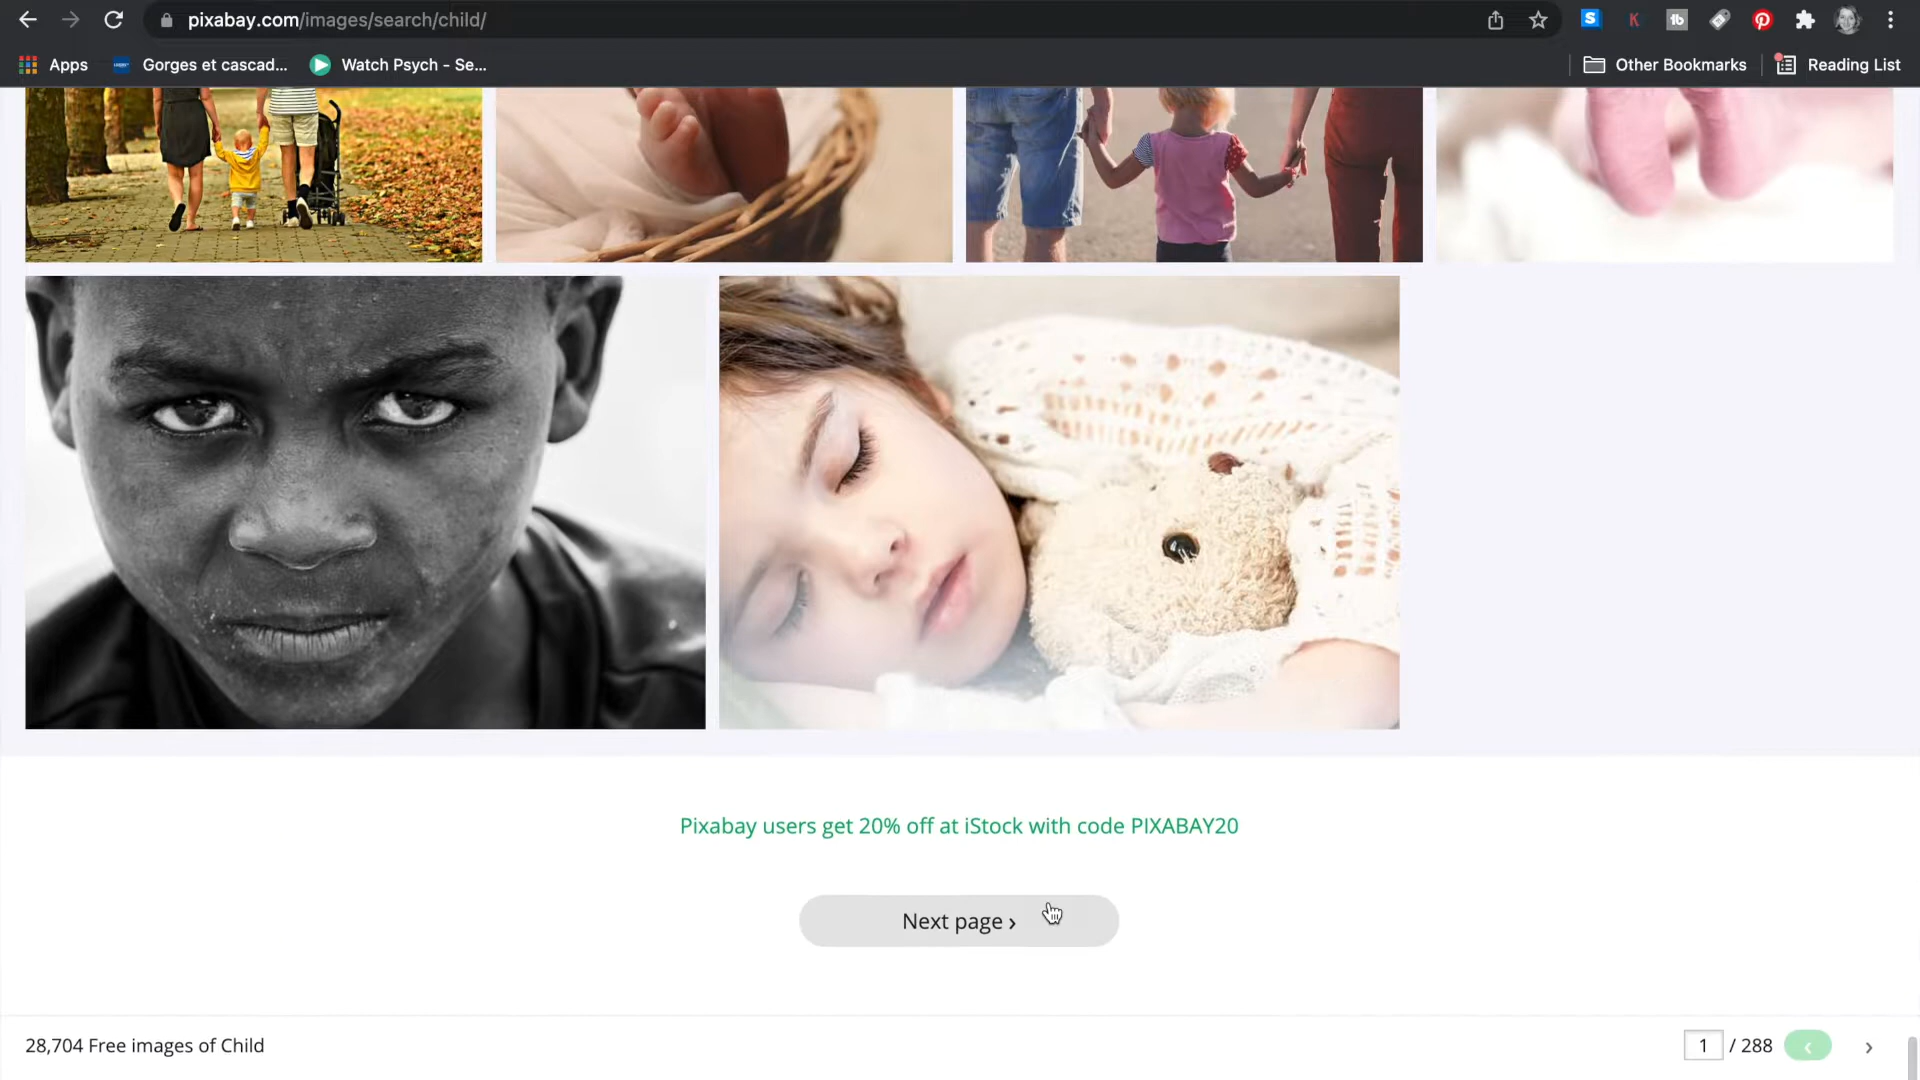 pixabay.com/images/search/child/
Apps
Gorges et cascad...
Watch Psych - Se...
Other Bookmarks
Reading List
Pixabay users get 20% off at iStock with code PIXABAY20
Next page ›
28,704 Free images of Child
1 / 288 ‹ ›